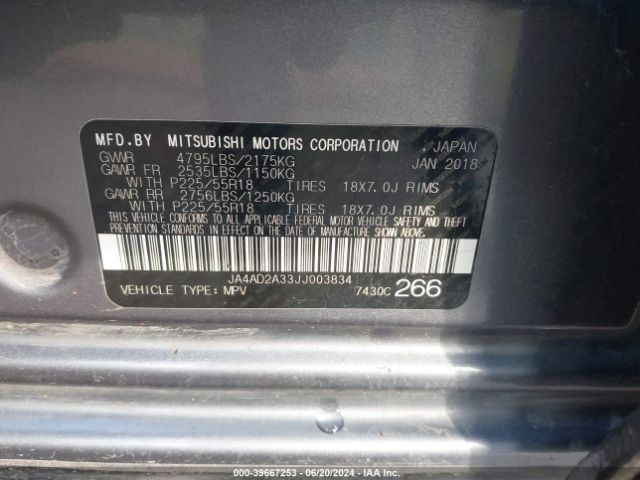 MFD.BY MITSUBISHI MOTORS CORPORATION , JAPAN
GVWR 4795LBS/2175KG JAN 2018
GAWR FR 2535LBS/1150KG
WITH P225/55R18 TIRES 18X7.0J RIMS
GAWR RR 2756LBS/1250KG
WITH P225/55R18 TIRES 18X7.0J RIMS
THIS VEHICLE CONFORMS TO ALL APPLICABLE FEDERAL MOTOR VEHICLE SAFETY AND THEFT
PREVENTION STANDARDS IN EFFECT ON THE DATE OF MANUFACTURE SHOWN ABOVE.
JA4AD2A33JJ003834
VEHICLE TYPE: MPV 7430C 266
© COPY - 39667253 - 06/20/2024 - IAA Inc.